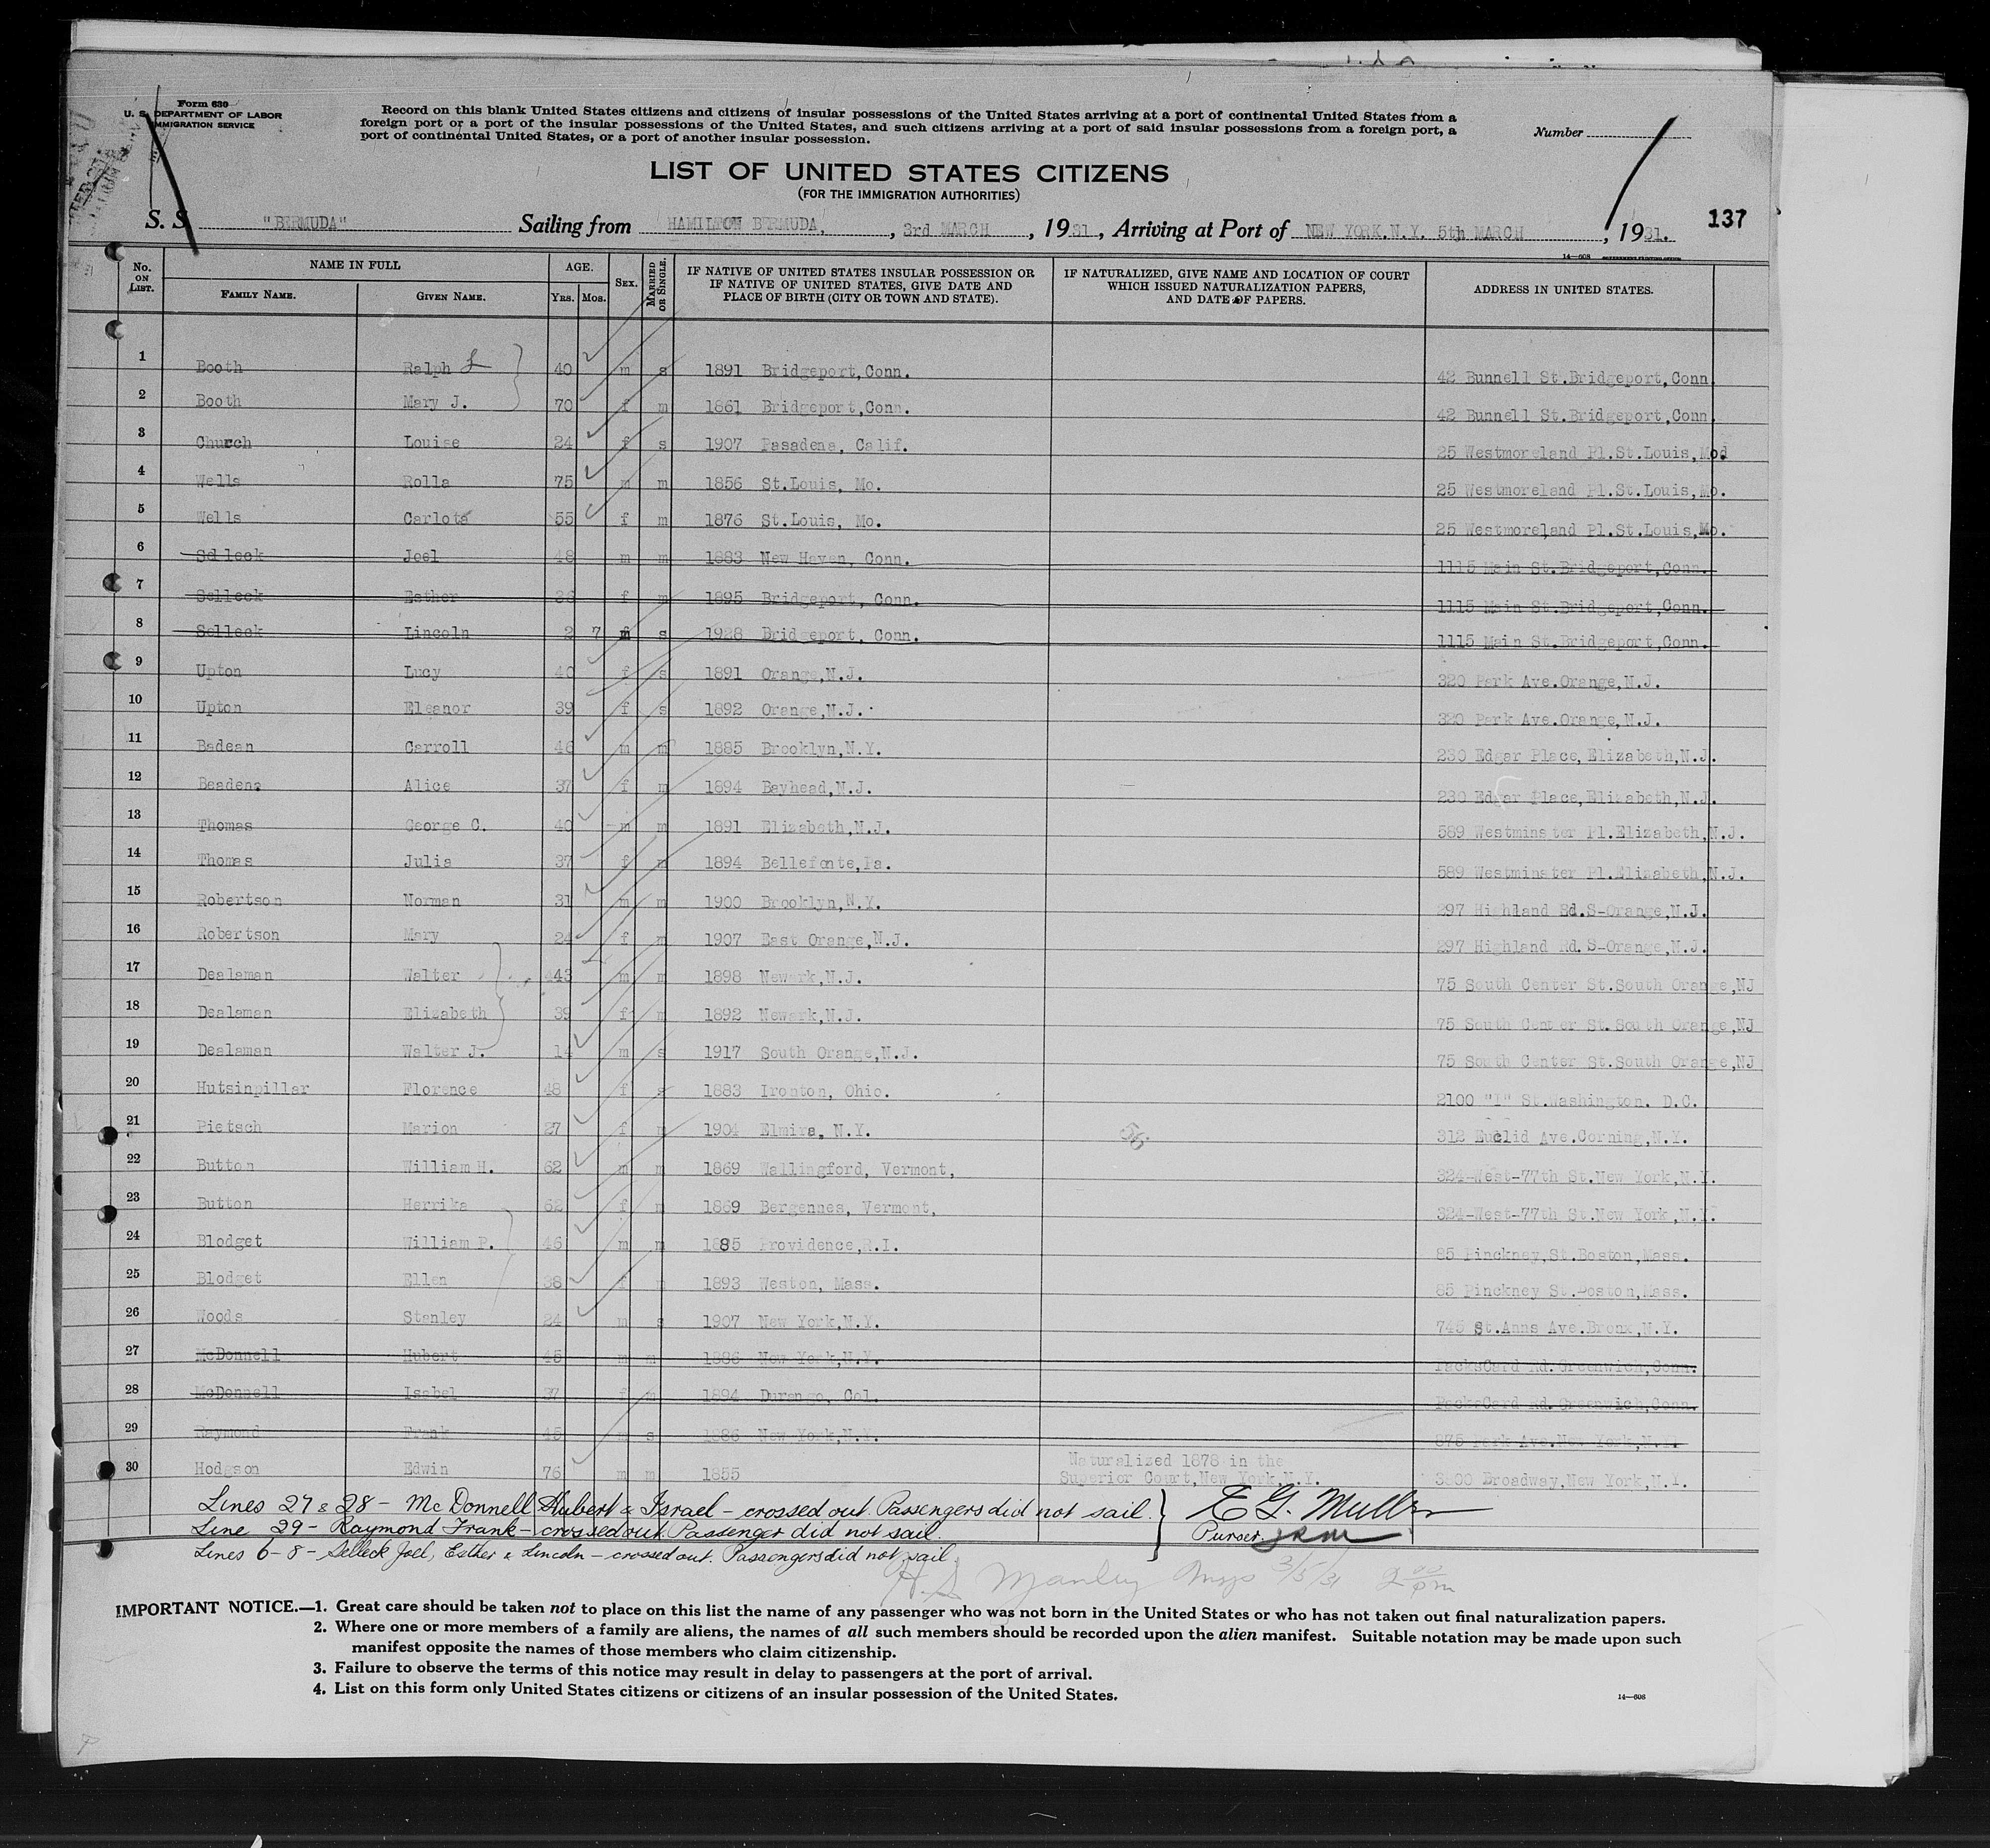 Form 630
U. S. DEPARTMENT OF LABOR
IMMIGRATION SERVICE
Record on this blank United States citizens and citizens of insular possessions of the United States arriving at a port of continental United States from a
foreign port or a port of the insular possessions of the United States, and such citizens arriving at a port of said insular possessions from a foreign port, a
port of continental United States, or a port of another insular possession.
Number
LIST OF UNITED STATES CITIZENS
(FOR THE IMMIGRATION AUTHORITIES)
S. S. "BERMUDA" Sailing from HAMILTON BERMUDA, , 3rd MARCH , 1931, Arriving at Port of NEW YORK.N.Y. 5th MARCH , 1931. 137
14—608
No. ON LIST. NAME IN FULL FAMILY NAME. GIVEN NAME. AGE. YRS. MOS. SEX. MARRIED OR SINGLE. IF NATIVE OF UNITED STATES INSULAR POSSESSION OR IF NATIVE OF UNITED STATES, GIVE DATE AND PLACE OF BIRTH (CITY OR TOWN AND STATE). IF NATURALIZED, GIVE NAME AND LOCATION OF COURT WHICH ISSUED NATURALIZATION PAPERS, AND DATE OF PAPERS. ADDRESS IN UNITED STATES.
1 Booth Ralph L 40 m s 1891 Bridgeport,Conn. 42 Bunnell St.Bridgeport,Conn.
2 Booth Mary J. 70 f m 1861 Bridgeport,Conn. 42 Bunnell St.Bridgeport,Conn.
3 Church Louise 24 f s 1907 Pasadena, Calif. 25 Westmoreland Pl.St.Louis,Mod
4 Wells Rolla 75 m m 1856 St.Louis, Mo. 25 Westmoreland Pl.St.Louis,Mo.
5 Wells Carlota 55 f m 1876 St.Louis, Mo. 25 Westmoreland Pl.St.Louis,Mo.
6 Selleck Joel 48 m m 1883 New Haven, Conn. 1115 Main St.Bridgeport,Conn.
7 Selleck Esther 36 f m 1895 Bridgeport, Conn. 1115 Main St.Bridgeport,Conn.
8 Selleck Lincoln 2 7 m s 1928 Bridgeport, Conn. 1115 Main St.Bridgeport,Conn.
9 Upton Lucy 40 f s 1891 Orange,N.J. 320 Park Ave.Orange,N.J.
10 Upton Eleanor 39 f s 1892 Orange,N.J. 320 Park Ave.Orange,N.J.
11 Badean Carroll 46 m m 1885 Brooklyn,N.Y. 230 Edgar Place, Elizabeth,N.J.
12 Alice 37 f m 1894 Bayhead,N.J. 230 Edgar Place,Elizabeth,N.J.
13 Thomas George C. 40 m m 1891 Elizabeth,N.J. 589 Westminster Pl.Elizabeth,N.J.
14 Thomas Julia 37 f m 1894 Bellefonte,Pa. 589 Westminster Pl.Elizabeth,N.J.
15 Robertson Norman 31 m m 1900 Brooklyn,N.Y. 297 Highland Rd.S-Orange,N.J.
16 Robertson Mary 24 f m 1907 East Orange,N.J. 297 Highland Rd.S-Orange,N.J.
17 Dealaman Walter 443 m m 1898 Newark,N.J. 75 South Center St.South Orange,NJ
18 Dealaman Elizabeth 39 f m 1892 Newark,N.J. 75 South Center St.South Orange,NJ
19 Dealaman Walter J. 14 m s 1917 South Orange,N.J. 75 South Center St.South Orange,NJ
20 Hutsinpillar Florence 48 f s 1883 Ironton, Ohio. 2100 "I" St.Washington. D.C.
21 Pietsch Marion 27 f m 1904 Elmira, N.Y. 56 312 Euclid Ave.Corning,N.Y.
22 Button William H. 62 m m 1869 Wallingford, Vermont, 324-West-77th St.New York,N.Y.
23 Button Herrika 62 f m 1869 Bergennes, Vermont, 324-West-77th St.New York,N.Y.
24 Blodget William P. 46 m m 1885 Providence,R.I. 85 Pinckney,St.Boston,Mass.
25 Blodget Ellen 38 f m 1893 Weston, Mass. 85 Pinckney St.Boston,Mass.
26 Woods Stanley 24 m s 1907 New York,N.Y. 745 St.Anns Ave.Bronx,N.Y.
27 McDonnell Hubert 45 m m 1886 New York,N.Y. Rd.Greenwich,Conn.
28 McDonnell Isabel 37 f m 1894 Durango, Col. Rd.Greenwich,Conn.
29 Raymond Frank 45 m s 1886 New York,N.Y. 875 Park Ave.New York,N.Y.
30 Hodgson Edwin 76 m m 1855 Naturalized 1878 in the Superior Court,New York,N.Y. 3800 Broadway,New York,N.Y.
Lines 27 & 28 - McDonnell Hubert & Israel - crossed out. Passengers did not sail. } E G. Muller
Line 29 - Raymond Frank - crossed out. Passenger did not sail. Purser.
Lines 6-8 - Selleck Joel, Esther & Lincoln - crossed out. Passengers did not sail.
H. S. Manley 3/5/31 2 00 pm
IMPORTANT NOTICE.—1. Great care should be taken not to place on this list the name of any passenger who was not born in the United States or who has not taken out final naturalization papers.
2. Where one or more members of a family are aliens, the names of all such members should be recorded upon the alien manifest. Suitable notation may be made upon such
manifest opposite the names of those members who claim citizenship.
3. Failure to observe the terms of this notice may result in delay to passengers at the port of arrival.
4. List on this form only United States citizens or citizens of an insular possession of the United States.
14—608